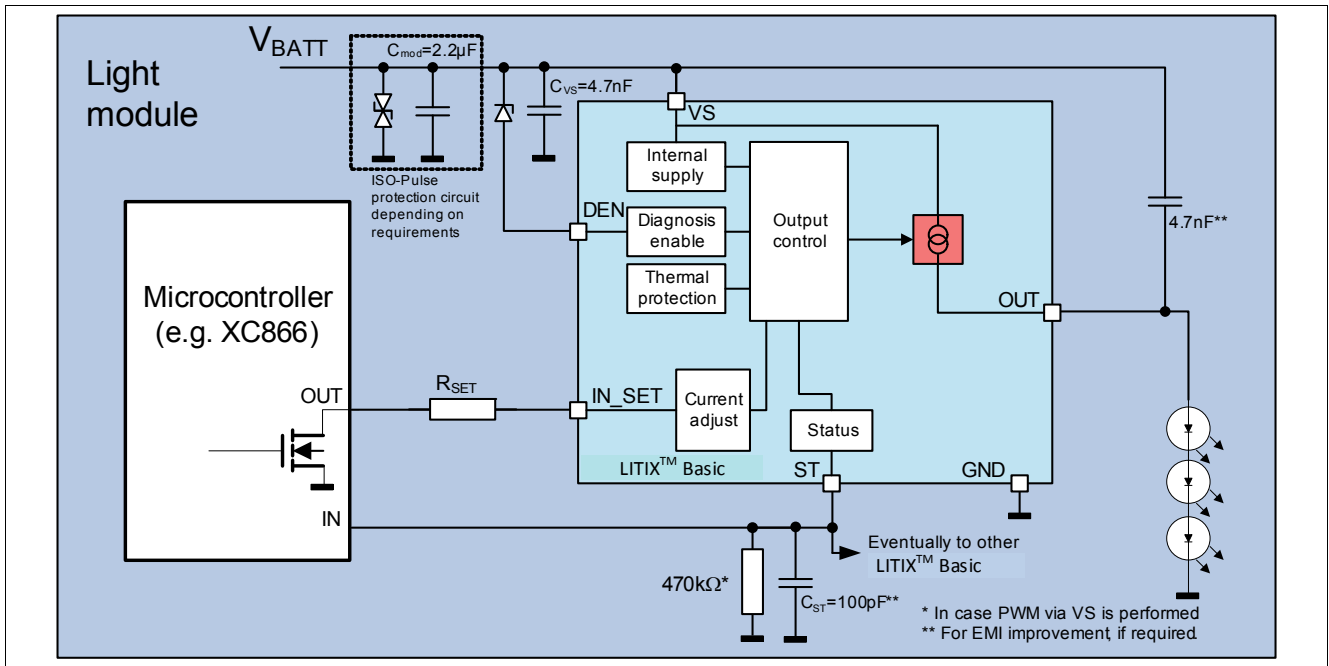 Light
module
VBATT
Cmod=2.2µF
CVS=4.7nF
ISO-Pulse
protection circuit
depending on
requirements
VS
Internal
supply
DEN
Diagnosis
enable
Output
control
Thermal
protection
4.7nF**
OUT
Microcontroller
(e.g. XC866)
OUT
RSET
IN_SET
Current
adjust
Status
LITIX™ Basic
ST
GND
IN
Eventually to other
LITIX™ Basic
470kΩ*
CST=100pF**
* In case PWM via VS is performed
** For EMI improvement, if required.